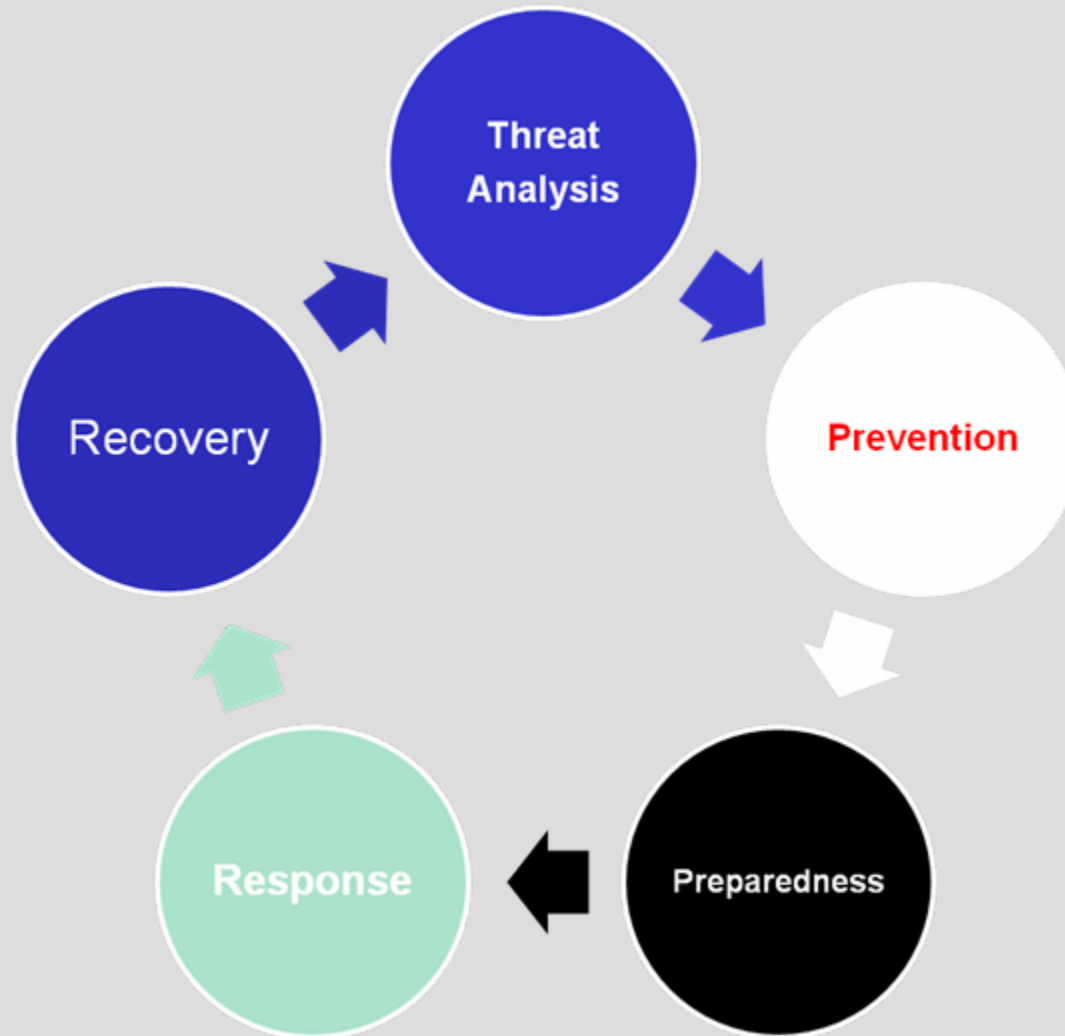 Threat
Analysis
Prevention
Preparedness
Response
Recovery